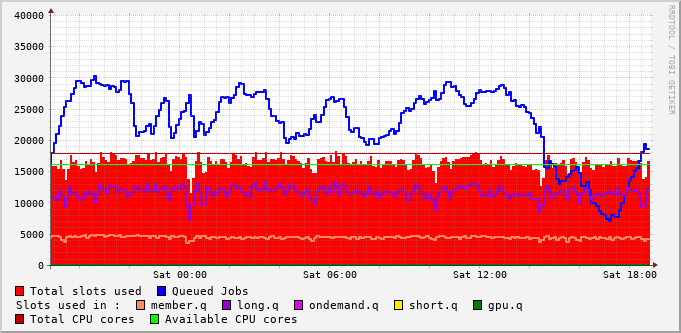 40000
35000
30000
25000
20000
15000
10000
5000
0
Sat 00:00 Sat 06:00 Sat 12:00 Sat 18:00
Total slots used Queued Jobs
Slots used in : member.q long.q ondemand.q short.q gpu.q
Total CPU cores Available CPU cores
RRDTOOL / TOBI OETIKER